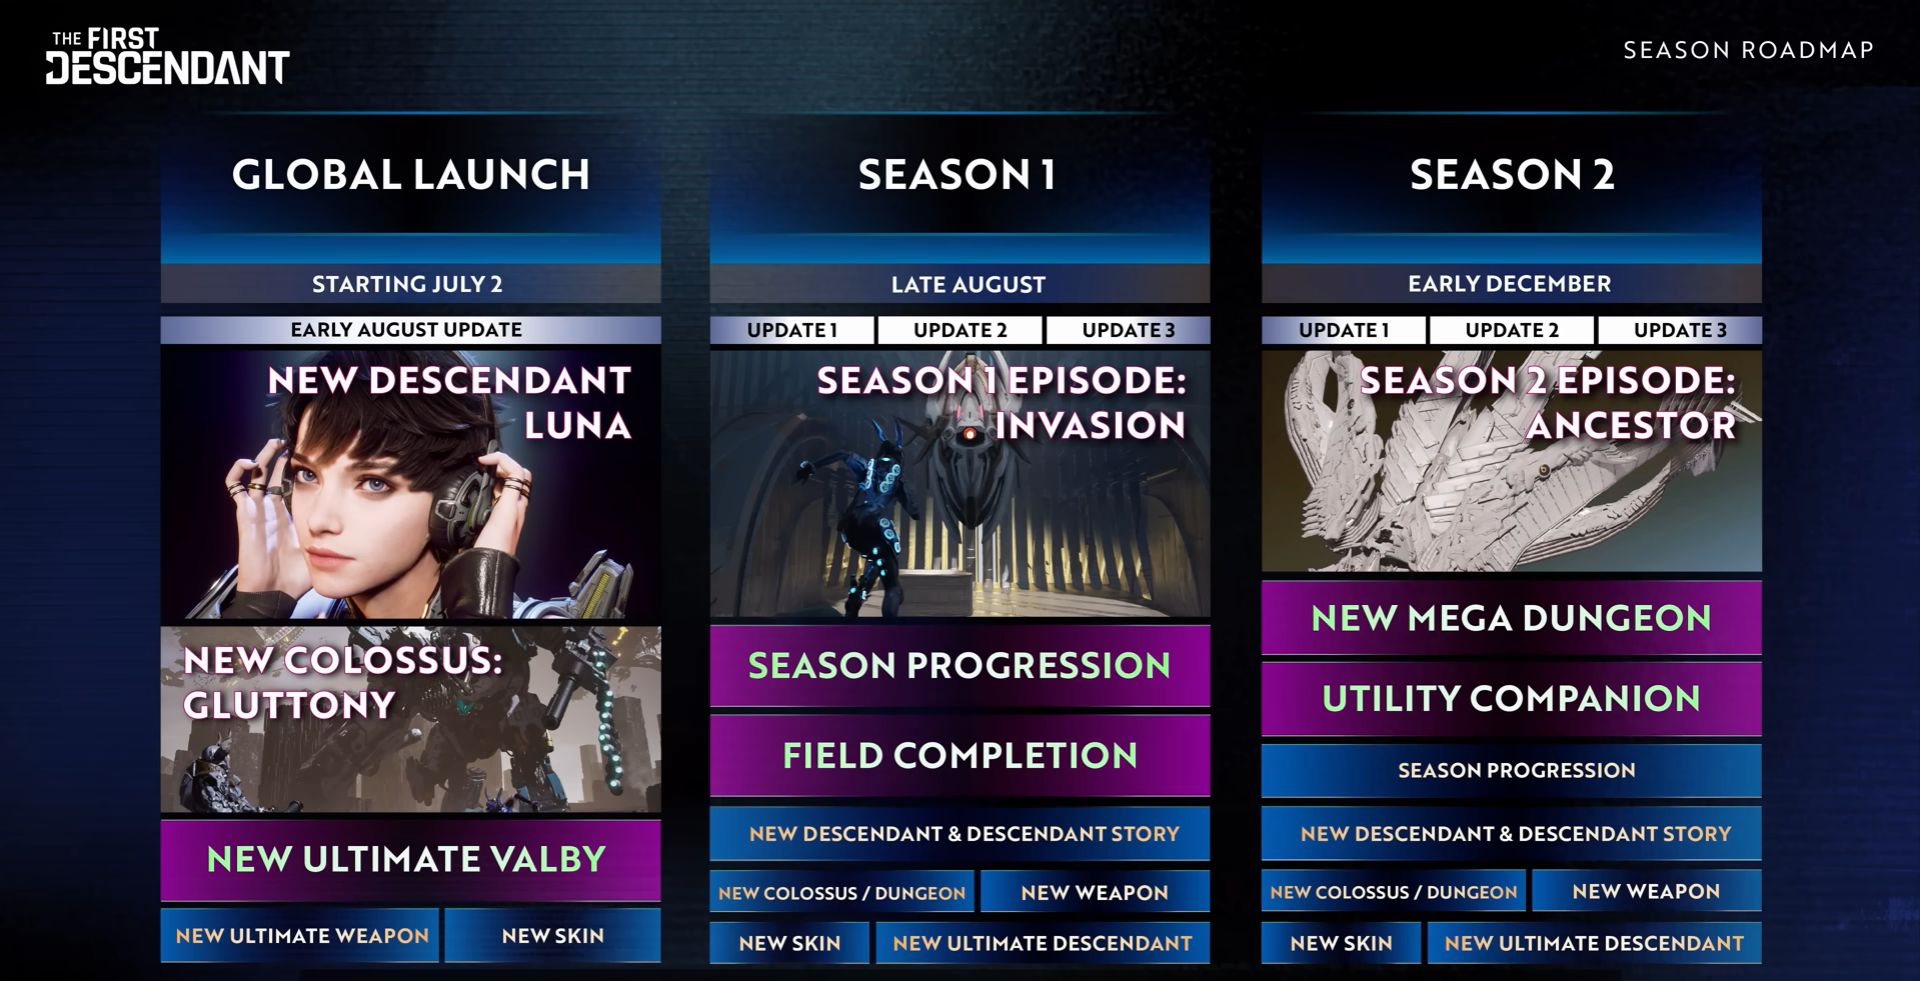 THE FIRST
DESCENDANT
SEASON ROADMAP
GLOBAL LAUNCH
STARTING JULY 2
EARLY AUGUST UPDATE
NEW DESCENDANT
LUNA
NEW COLOSSUS:
GLUTTONY
NEW ULTIMATE VALBY
NEW ULTIMATE WEAPON
NEW SKIN
SEASON 1
LATE AUGUST
UPDATE 1
UPDATE 2
UPDATE 3
SEASON 1 EPISODE:
INVASION
SEASON PROGRESSION
FIELD COMPLETION
NEW DESCENDANT & DESCENDANT STORY
NEW COLOSSUS / DUNGEON
NEW WEAPON
NEW SKIN
NEW ULTIMATE DESCENDANT
SEASON 2
EARLY DECEMBER
UPDATE 1
UPDATE 2
UPDATE 3
SEASON 2 EPISODE:
ANCESTOR
NEW MEGA DUNGEON
UTILITY COMPANION
SEASON PROGRESSION
NEW DESCENDANT & DESCENDANT STORY
NEW COLOSSUS / DUNGEON
NEW WEAPON
NEW SKIN
NEW ULTIMATE DESCENDANT